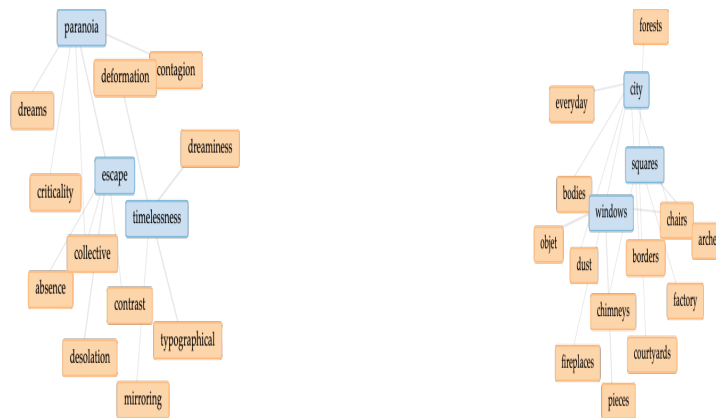 paranoia
deformation
contagion
dreams
dreaminess
escape
criticality
timelessness
collective
absence
contrast
typographical
desolation
mirroring
forests
city
everyday
squares
bodies
windows
chairs
arche
objet
dust
borders
factory
chimneys
fireplaces
courtyards
pieces